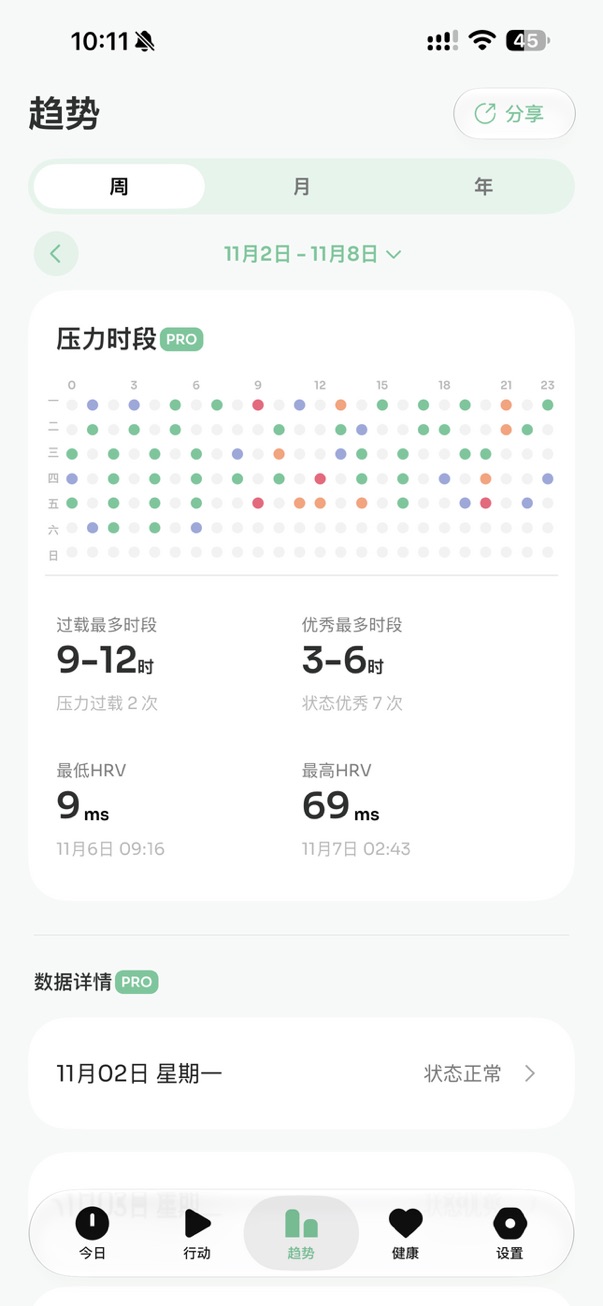 10:11
45
趋势
分享
周 月 年
11月2日 - 11月8日
压力时段 PRO
0 3 6 9 12 15 18 21 23
一
二
三
四
五
六
日
过载最多时段 优秀最多时段
9-12时 3-6时
压力过载 2 次 状态优秀 7 次
最低HRV 最高HRV
9 ms 69 ms
11月6日 09:16 11月7日 02:43
数据详情 PRO
11月02日 星期一 状态正常
今日 行动 趋势 健康 设置